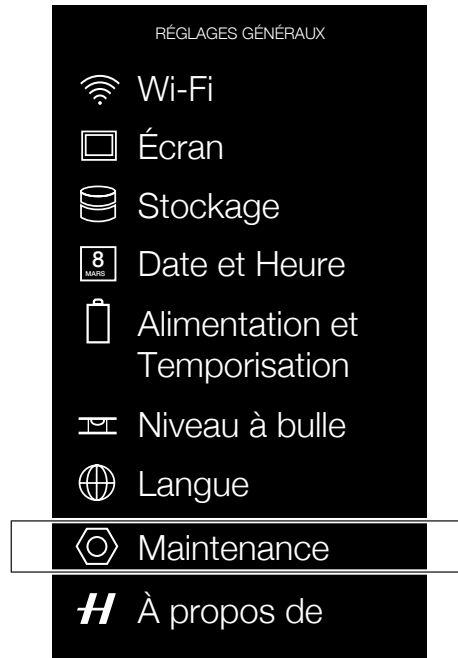 RÉGLAGES GÉNÉRAUX
Wi-Fi
Écran
Stockage
8
MARS
Date et Heure
Alimentation et
Temporisation
Niveau à bulle
Langue
Maintenance
H À propos de